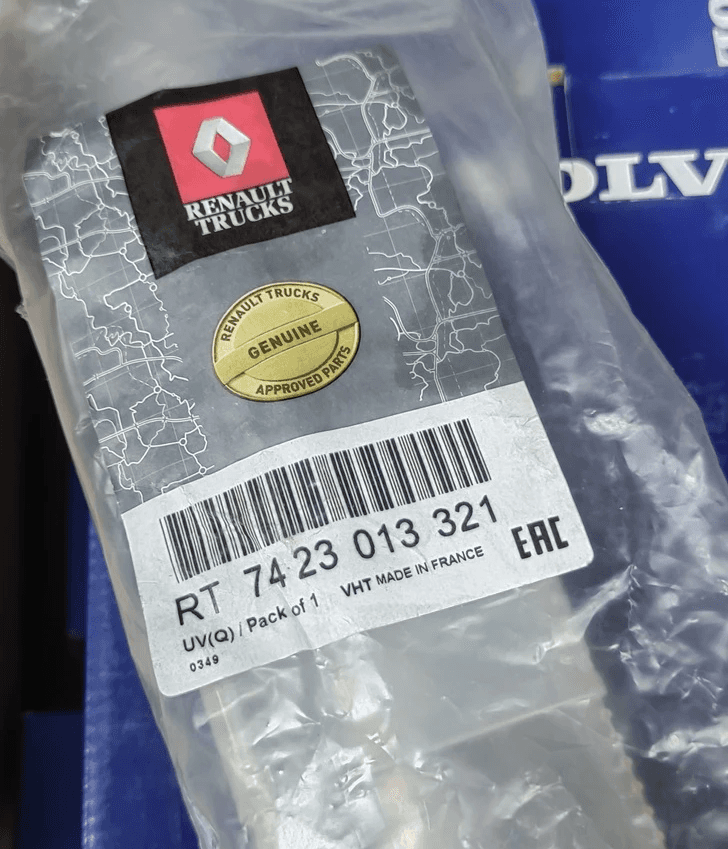 RENAULT
TRUCKS
RENAULT TRUCKS
GENUINE
APPROVED PARTS
RT 74 23 013 321
UV(Q) / Pack of 1 VHT MADE IN FRANCE
EAC
0349
OLV